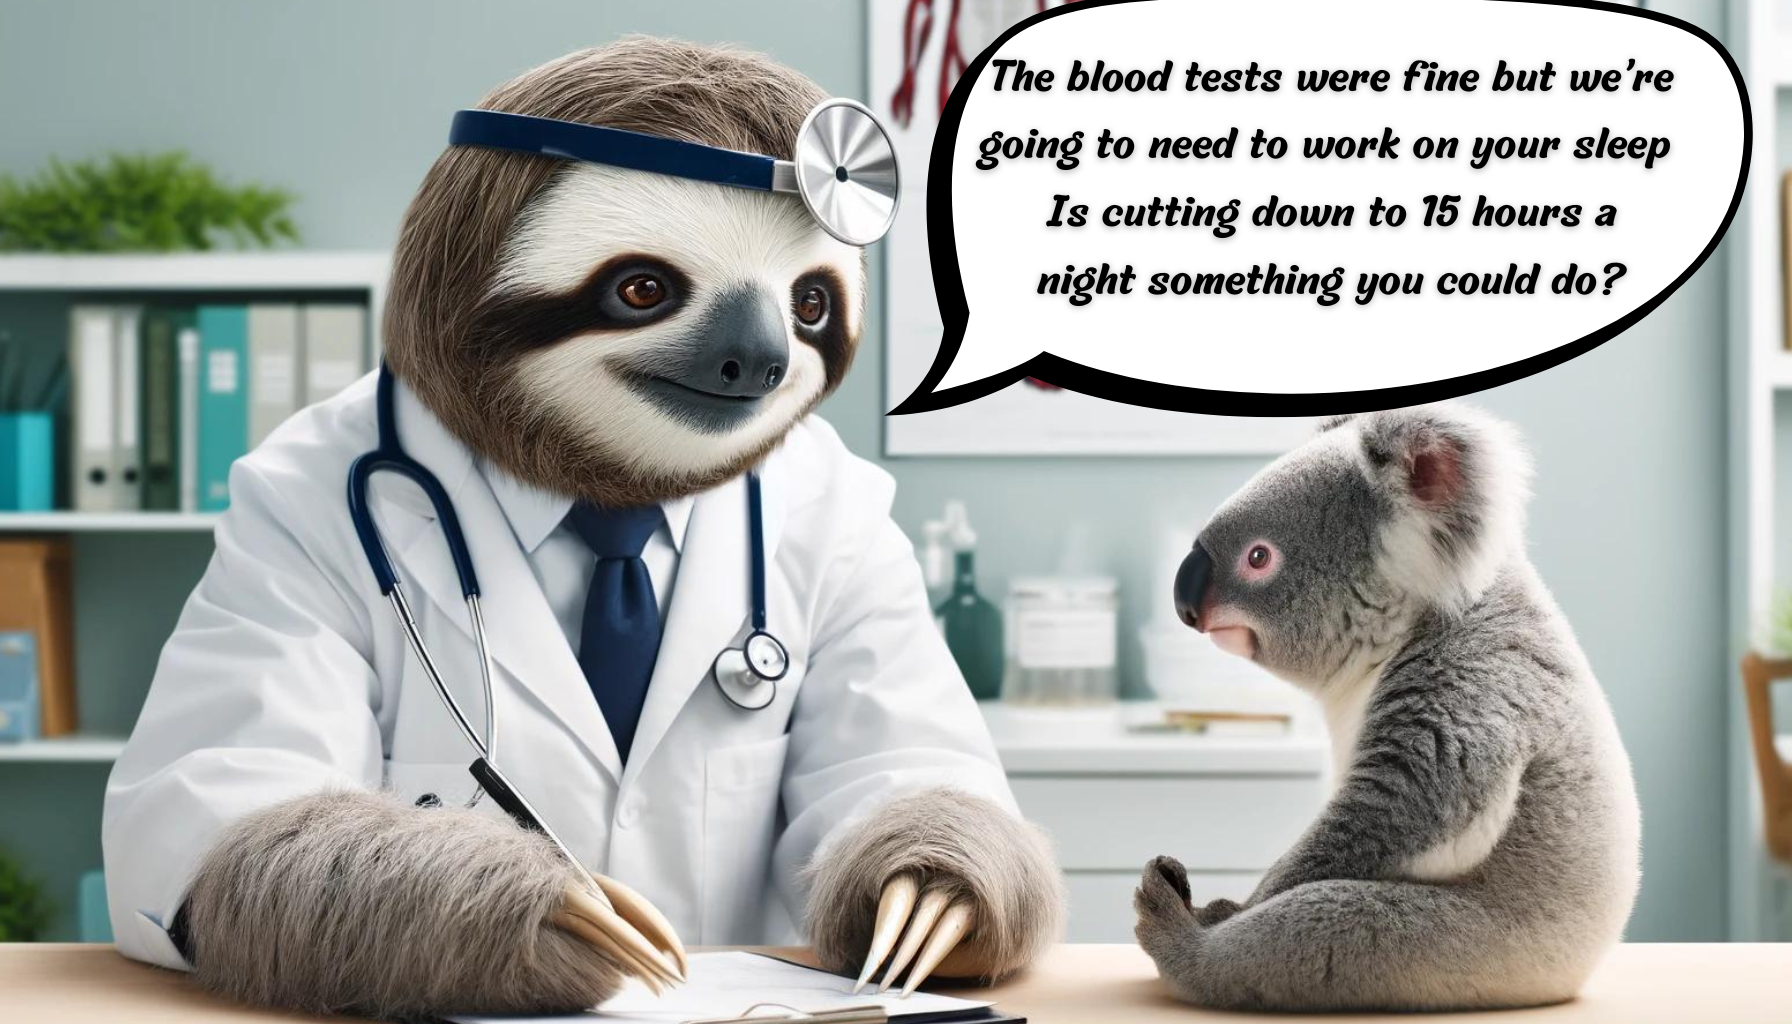 The blood tests were fine but we're
going to need to work on your sleep
Is cutting down to 15 hours a
night something you could do?